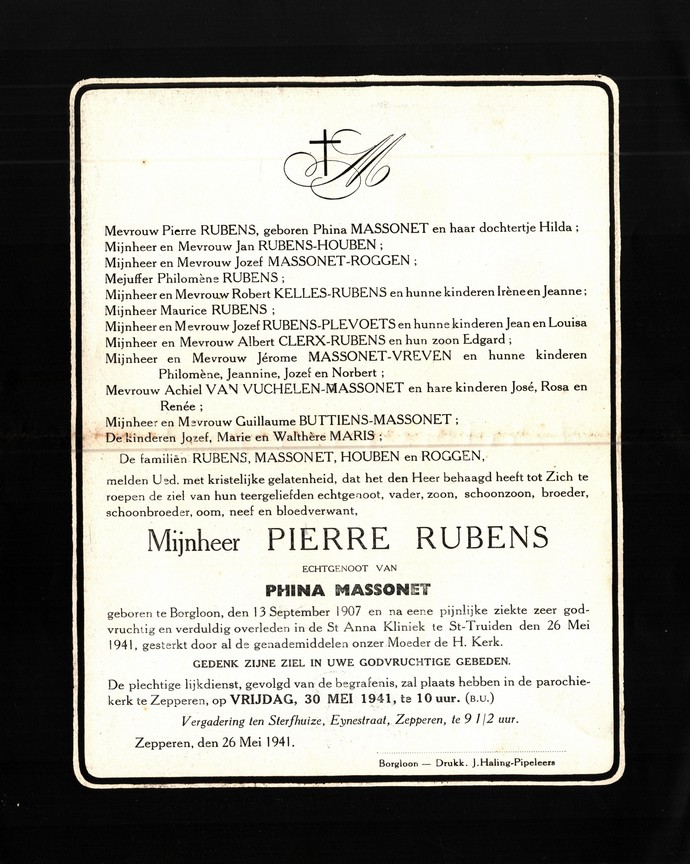 M
Mevrouw Pierre RUBENS, geboren Phina MASSONET en haar dochtertje Hilda ;
Mijnheer en Mevrouw Jan RUBENS-HOUBEN ;
Mijnheer en Mevrouw Jozef MASSONET-ROGGEN ;
Mejuffer Philomène RUBENS ;
Mijnheer en Mevrouw Robert KELLES-RUBENS en hunne kinderen Irène en Jeanne ;
Mijnheer Maurice RUBENS ;
Mijnheer en Mevrouw Jozef RUBENS-PLEVOETS en hunne kinderen Jean en Louisa
Mijnheer en Mevrouw Albert CLERX-RUBENS en hun zoon Edgard ;
Mijnheer en Mevrouw Jérome MASSONET-VREVEN en hunne kinderen
Philomène, Jeannine, Jozef en Norbert ;
Mevrouw Achiel VAN VUCHELEN-MASSONET en hare kinderen José, Rosa en
Renée ;
Mijnheer en Mevrouw Guillaume BUTTIENS-MASSONET ;
De kinderen Jozef, Marie en Walthère MARIS ;
De familiën RUBENS, MASSONET, HOUBEN en ROGGEN,
melden Ued. met kristelijke gelatenheid, dat het den Heer behaagd heeft tot Zich te
roepen de ziel van hun teergeliefden echtgenoot, vader, zoon, schoonzoon, broeder,
schoonbroeder, oom, neef en bloedverwant,
Mijnheer PIERRE RUBENS
ECHTGENOOT VAN
PHINA MASSONET
geboren te Borgloon, den 13 September 1907 en na eene pijnlijke ziekte zeer god-
vruchtig en verduldig overleden in de St Anna Kliniek te St-Truiden den 26 Mei
1941, gesterkt door al de genademiddelen onzer Moeder de H. Kerk.
GEDENK ZIJNE ZIEL IN UWE GODVRUCHTIGE GEBEDEN.
De plechtige lijkdienst, gevolgd van de begrafenis, zal plaats hebben in de parochie-
kerk te Zepperen, op VRIJDAG, 30 MEI 1941, te 10 uur. (B.U.)
Vergadering ten Sterfhuize, Eynestraat, Zepperen, te 9 1/2 uur.
Zepperen, den 26 Mei 1941.
Borgloon — Drukk. J. Haling-Pipeleers